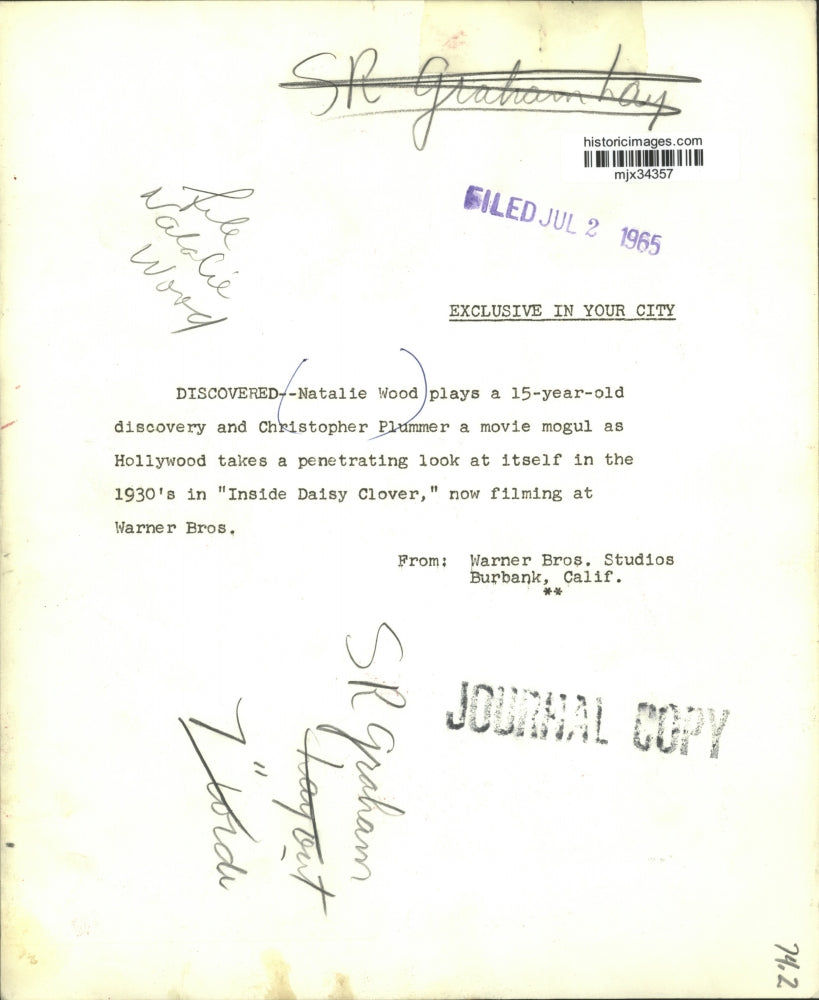 SR Graham Lay
historicimages.com
mjx34357
FILED JUL 2 1965
File
Natalie
Wood
EXCLUSIVE IN YOUR CITY
DISCOVERED--Natalie Wood plays a 15-year-old
discovery and Christopher Plummer a movie mogul as
Hollywood takes a penetrating look at itself in the
1930's in "Inside Daisy Clover," now filming at
Warner Bros.
From: Warner Bros. Studios
Burbank, Calif.
**
SR Graham
Layout
7" wide
JOURNAL COPY
74.2